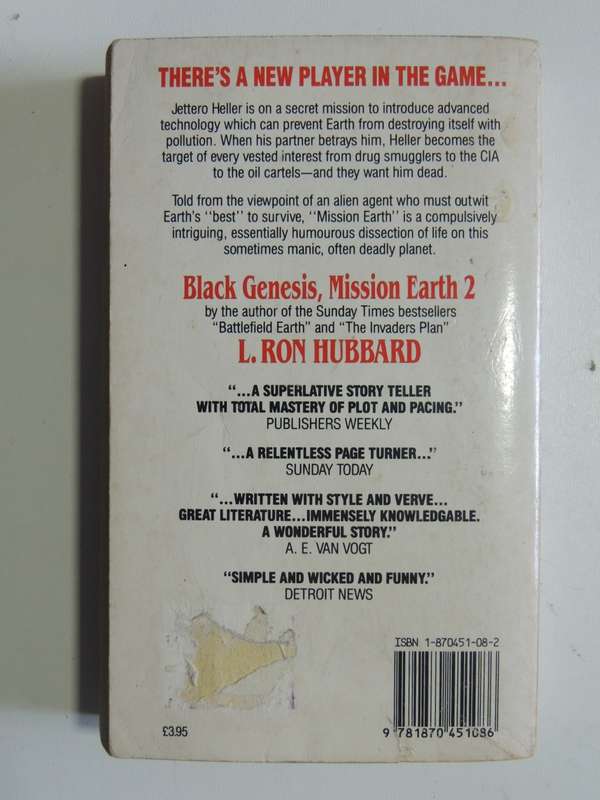 THERE'S A NEW PLAYER IN THE GAME...
Jettero Heller is on a secret mission to introduce advanced
technology which can prevent Earth from destroying itself with
pollution. When his partner betrays him, Heller becomes the
target of every vested interest from drug smugglers to the CIA
to the oil cartels—and they want him dead.
Told from the viewpoint of an alien agent who must outwit
Earth's "best" to survive, "Mission Earth" is a compulsively
intriguing, essentially humourous dissection of life on this
sometimes manic, often deadly planet.
Black Genesis, Mission Earth 2
by the author of the Sunday Times bestsellers
"Battlefield Earth" and "The Invaders Plan"
L. RON HUBBARD
"...A SUPERLATIVE STORY TELLER
WITH TOTAL MASTERY OF PLOT AND PACING."
PUBLISHERS WEEKLY
"...A RELENTLESS PAGE TURNER..."
SUNDAY TODAY
"...WRITTEN WITH STYLE AND VERVE...
GREAT LITERATURE...IMMENSELY KNOWLEDGABLE.
A WONDERFUL STORY."
A. E. VAN VOGT
"SIMPLE AND WICKED AND FUNNY."
DETROIT NEWS
ISBN 1-870451-08-2
£3.95
9 781870 451086